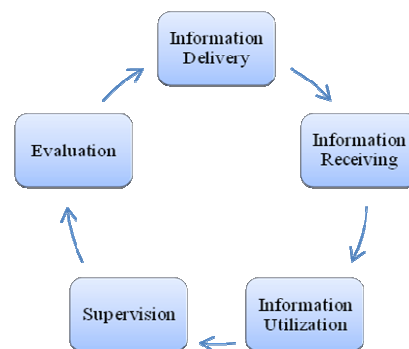 Information
Delivery
Information
Receiving
Information
Utilization
Supervision
Evaluation